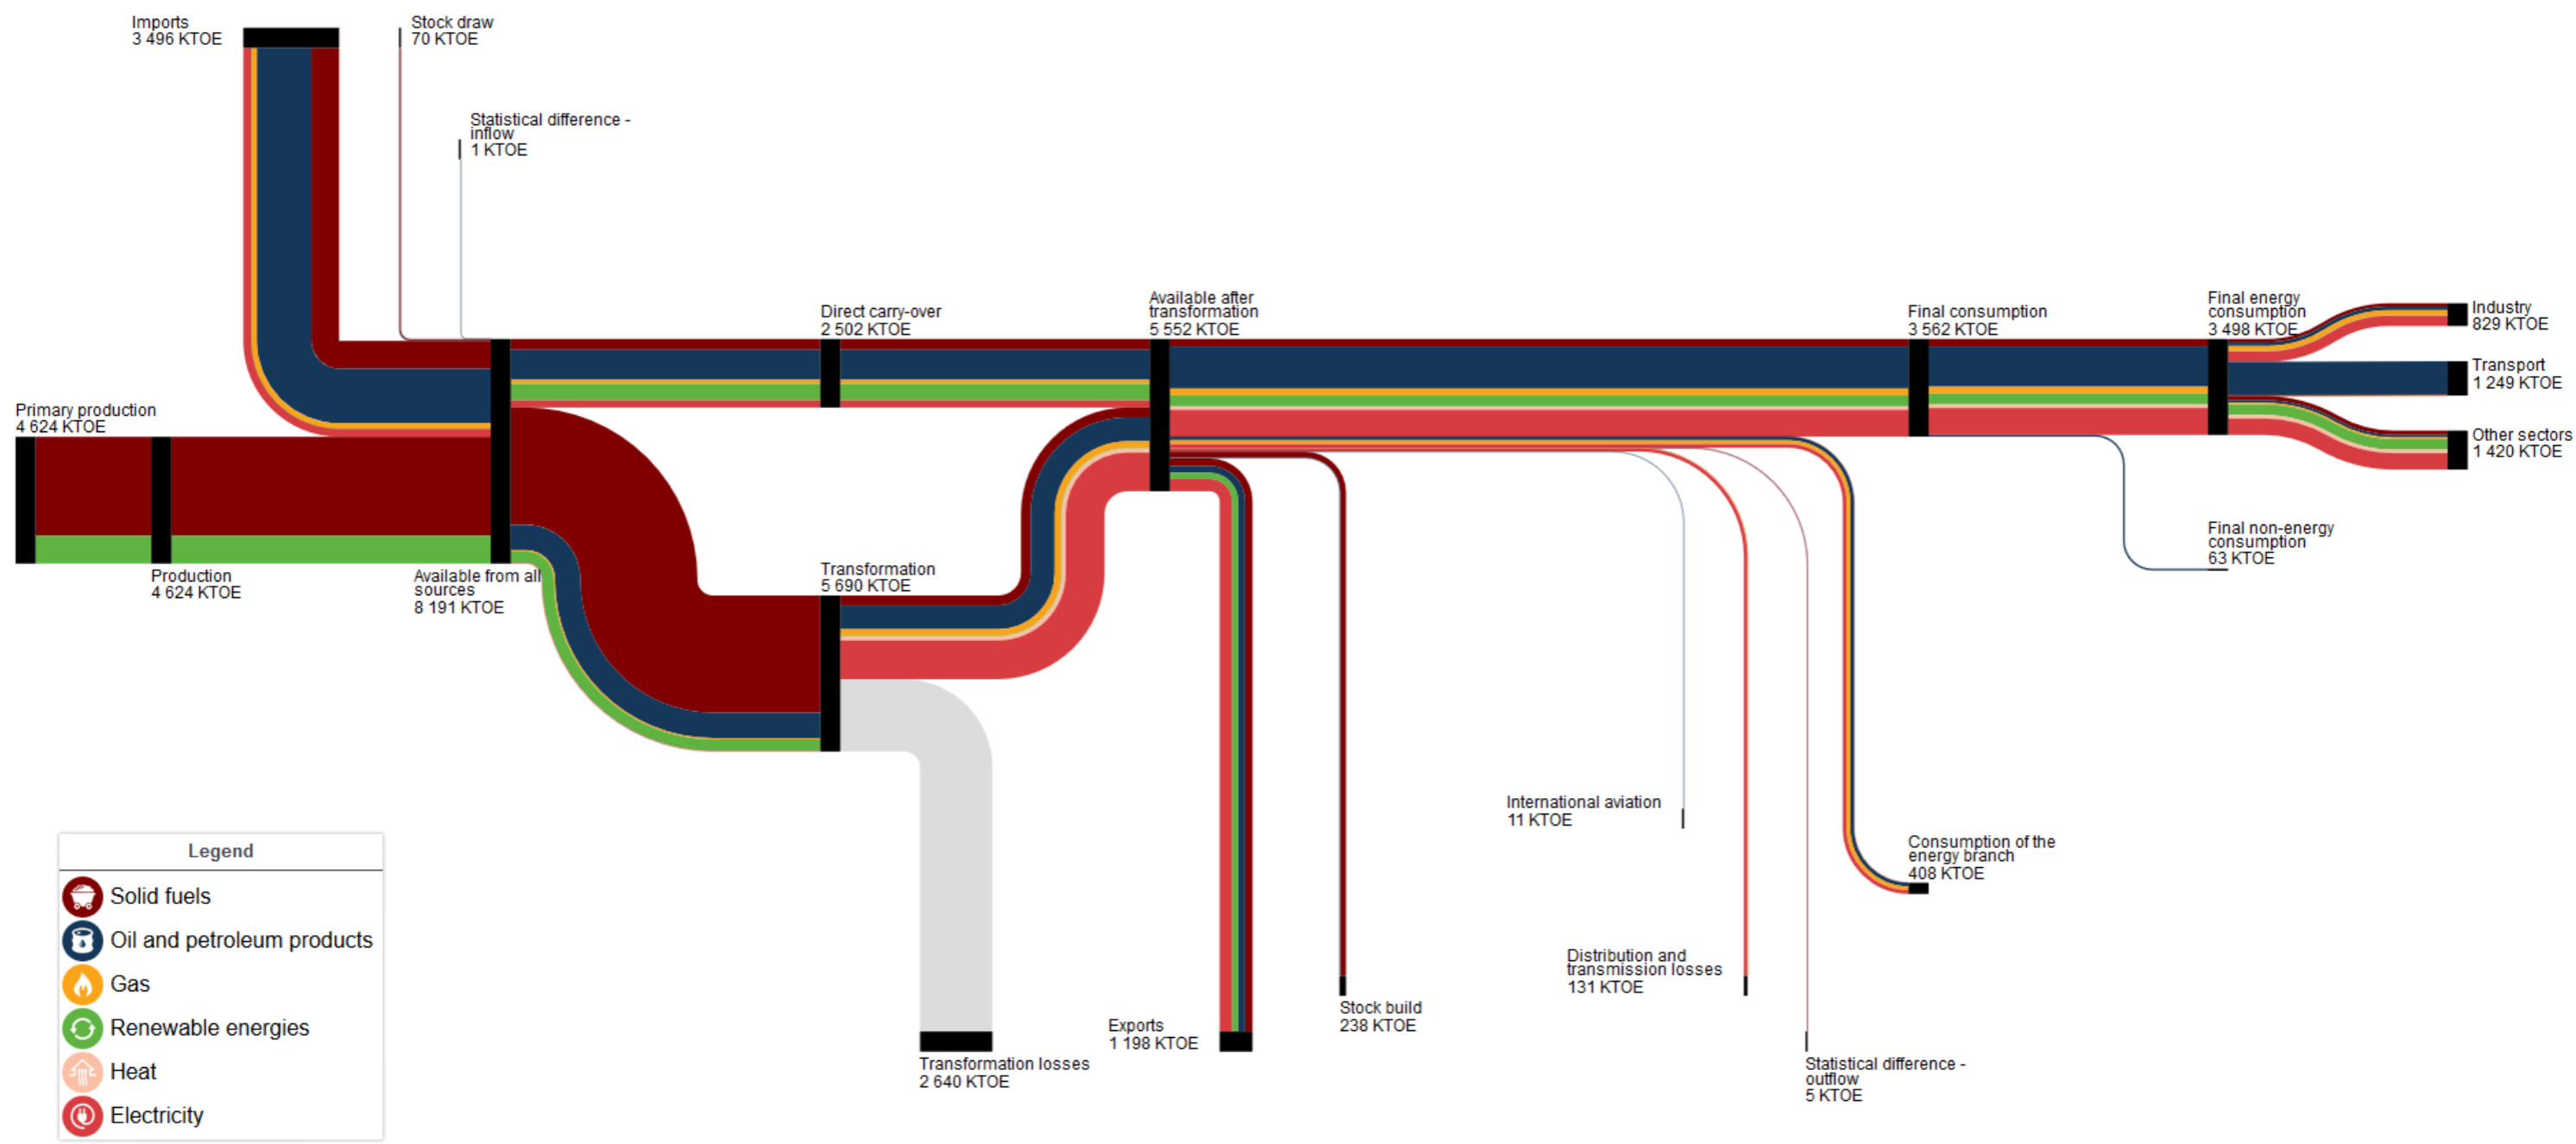 Imports
3 496 KTOE
Stock draw
70 KTOE
Statistical difference -
inflow
1 KTOE
Primary production
4 624 KTOE
Production
4 624 KTOE
Available from all
sources
8 191 KTOE
Direct carry-over
2 502 KTOE
Transformation
5 690 KTOE
Available after
transformation
5 552 KTOE
Final consumption
3 562 KTOE
Final energy
consumption
3 498 KTOE
Industry
829 KTOE
Transport
1 249 KTOE
Other sectors
1 420 KTOE
Final non-energy
consumption
63 KTOE
International aviation
11 KTOE
Consumption of the
energy branch
408 KTOE
Distribution and
transmission losses
131 KTOE
Stock build
238 KTOE
Exports
1 198 KTOE
Transformation losses
2 640 KTOE
Statistical difference -
outflow
5 KTOE
Legend
Solid fuels
Oil and petroleum products
Gas
Renewable energies
Heat
Electricity